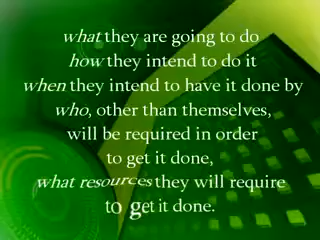 what they are going to do
how they intend to do it
when they intend to have it done by
who, other than themselves,
will be required in order
to get it done,
what resources they will require
to get it done.